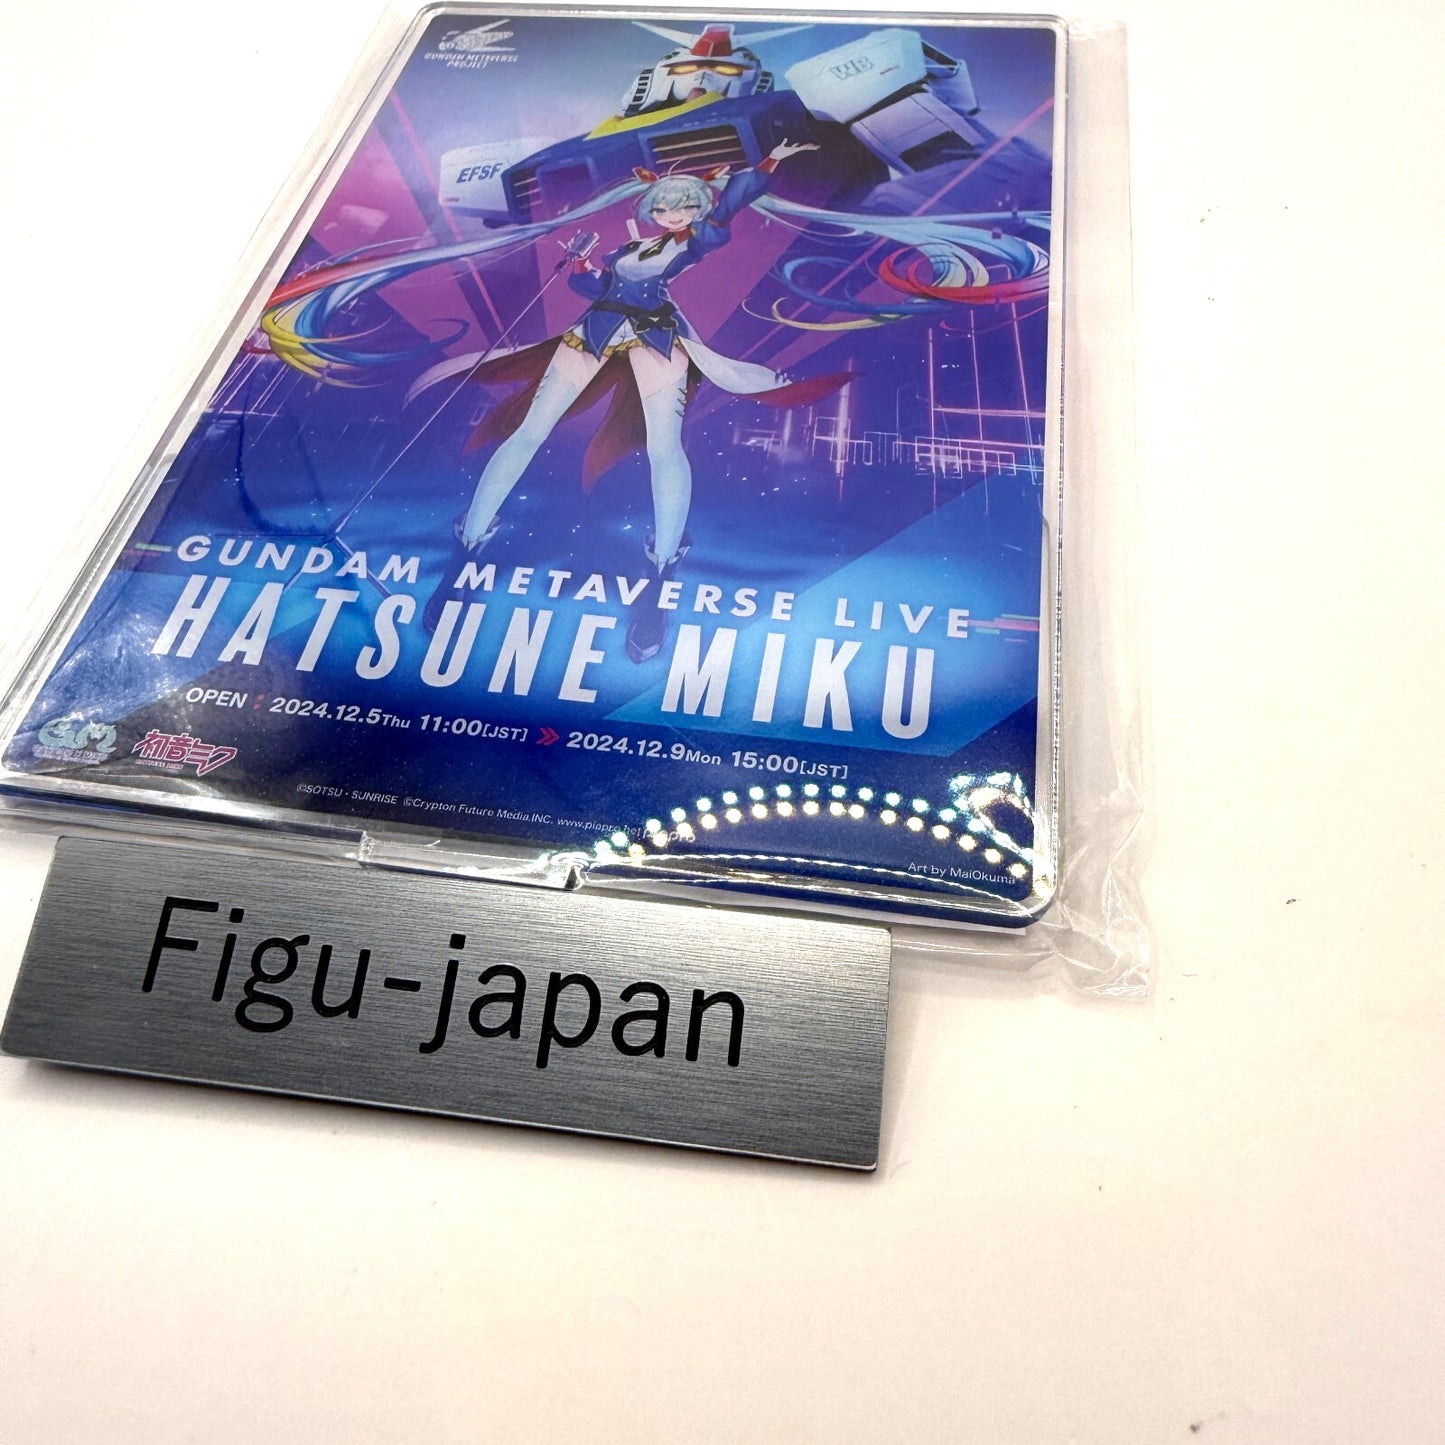 GUNDAM METAVERSE
PROJECT
WB
EFSF
GUNDAM METAVERSE LIVE
HATSUNE MIKU
OPEN : 2024.12.5Thu 11:00[JST] » 2024.12.9Mon 15:00[JST]
初音ミク
©SOTSU・SUNRISE ©Crypton Future Media,INC. www.piapro.net piapro
Art by MaiOkuma
Figu-japan